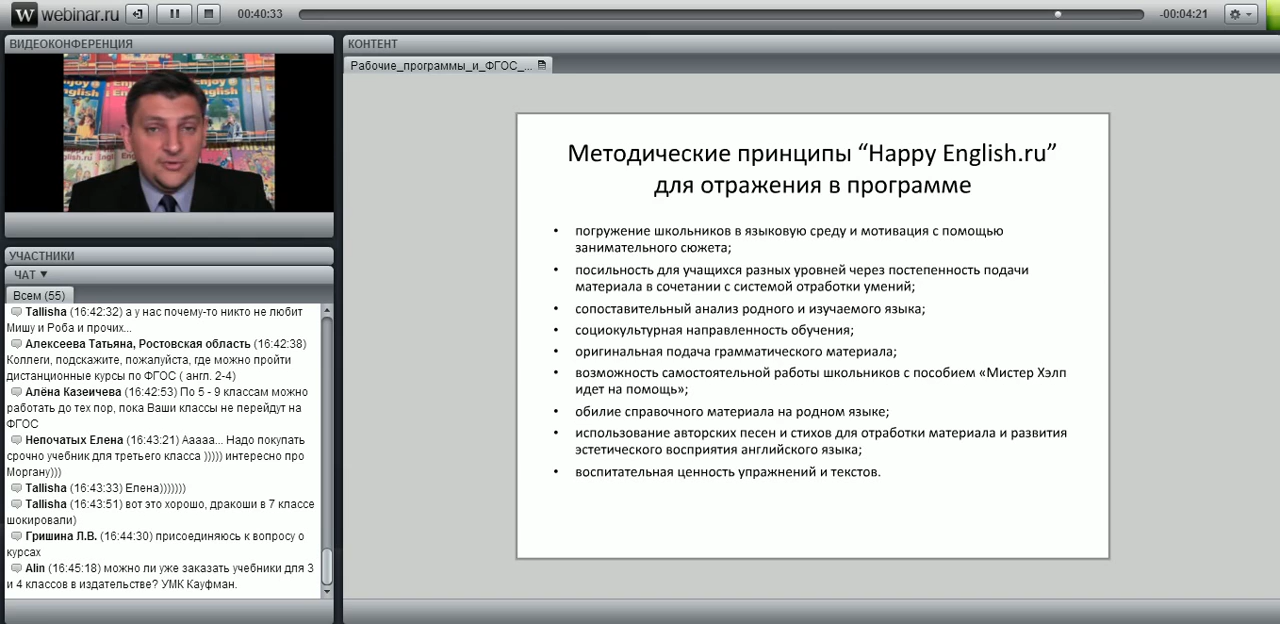 webinar.ru
00:40:33
-00:04:21
ВИДЕОКОНФЕРЕНЦИЯ
Enjoy
English
Enjoy
English
УЧАСТНИКИ
ЧАТ
Всем (55)
Tallisha (16:42:32) а у нас почему-то никто не любит
Мишу и Роба и прочих...
Алексеева Татьяна, Ростовская область (16:42:38)
Коллеги, подскажите, пожалуйста, где можно пройти
дистанционные курсы по ФГОС ( англ. 2-4)
Алёна Казеичева (16:42:53) По 5 - 9 классам можно
работать до тех пор, пока Ваши классы не перейдут на
ФГОС
Непочатых Елена (16:43:21) Ааааа... Надо покупать
срочно учебник для третьего класса ))))) интересно про
Моргану)))
Tallisha (16:43:33) Елена)))))))
Tallisha (16:43:51) вот это хорошо, дракоши в 7 классе
шокировали)
Гришина Л.В. (16:44:30) присоединяюсь к вопросу о
курсах
Alin (16:45:18) можно ли уже заказать учебники для 3
и 4 классов в издательстве? УМК Кауфман.
КОНТЕНТ
Рабочие_программы_и_ФГОС_...
Методические принципы “Happy English.ru”
для отражения в программе
• погружение школьников в языковую среду и мотивация с помощью
занимательного сюжета;
• посильность для учащихся разных уровней через постепенность подачи
материала в сочетании с системой отработки умений;
• сопоставительный анализ родного и изучаемого языка;
• социокультурная направленность обучения;
• оригинальная подача грамматического материала;
• возможность самостоятельной работы школьников с пособием «Мистер Хэлп
идет на помощь»;
• обилие справочного материала на родном языке;
• использование авторских песен и стихов для отработки материала и развития
эстетического восприятия английского языка;
• воспитательная ценность упражнений и текстов.